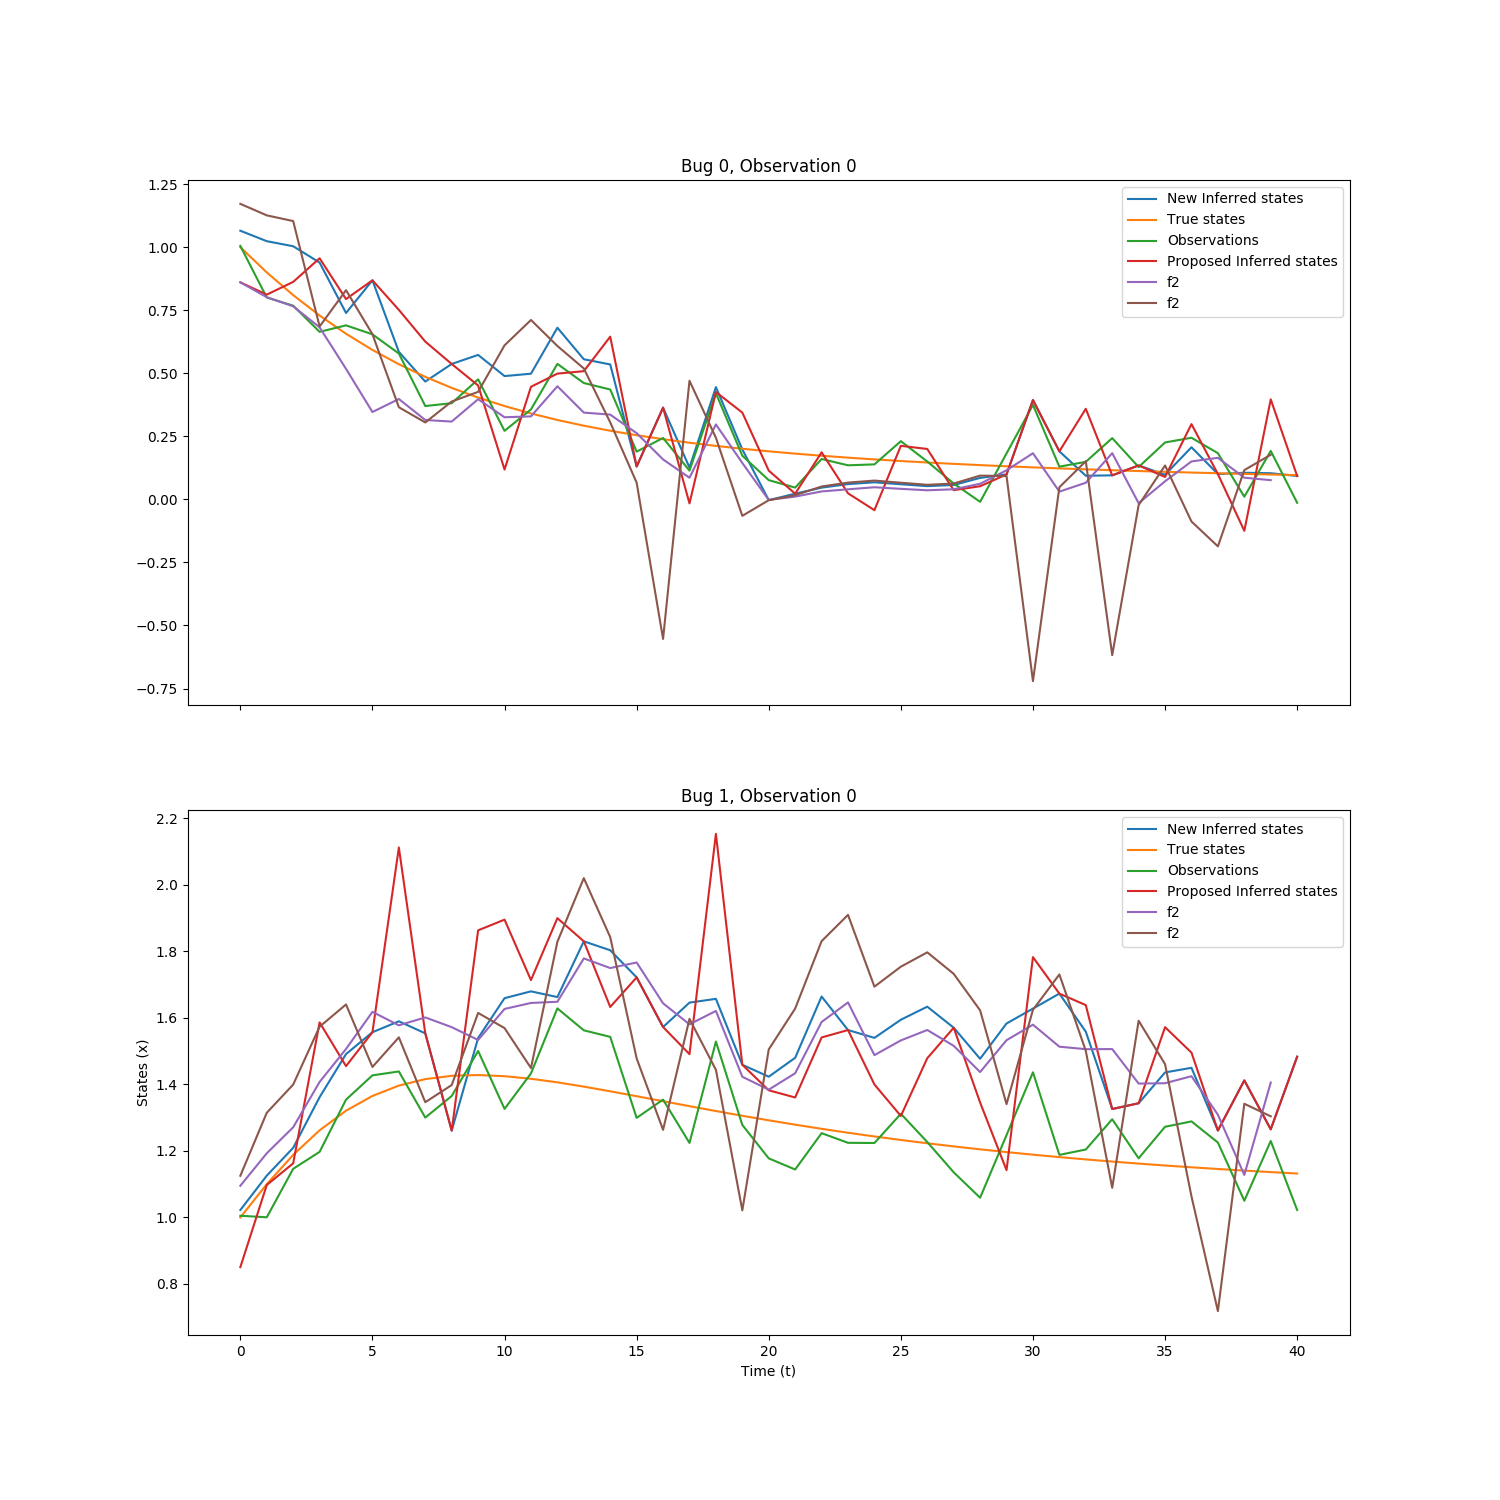 Bug 0, Observation 0
1.25
1.00
0.75
0.50
0.25
0.00
−0.25
−0.50
−0.75
New Inferred states
True states
Observations
Proposed Inferred states
f2
f2
Bug 1, Observation 0
2.2
2.0
1.8
1.6
1.4
1.2
1.0
0.8
States (x)
New Inferred states
True states
Observations
Proposed Inferred states
f2
f2
0 5 10 15 20 25 30 35 40
Time (t)